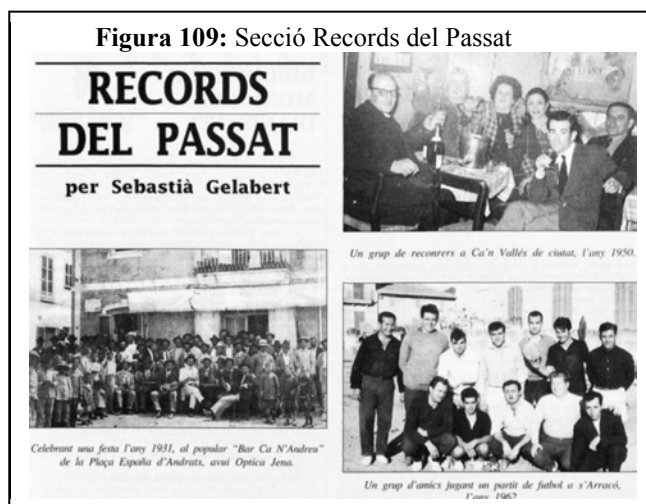 Figura 109: Secció Records del Passat
RECORDS
DEL PASSAT
per Sebastià Gelabert
Un grup de reconrers a Ca'n Vallés de ciutat, l'any 1950.
Celebrant una festa l'any 1931, al popular "Bar Ca N'Andreu"
de la Plaça España d'Andrats, avui Optica Jena.
Un grup d'amics jugant un partit de futbol a s'Arracó,
l'any 1962.